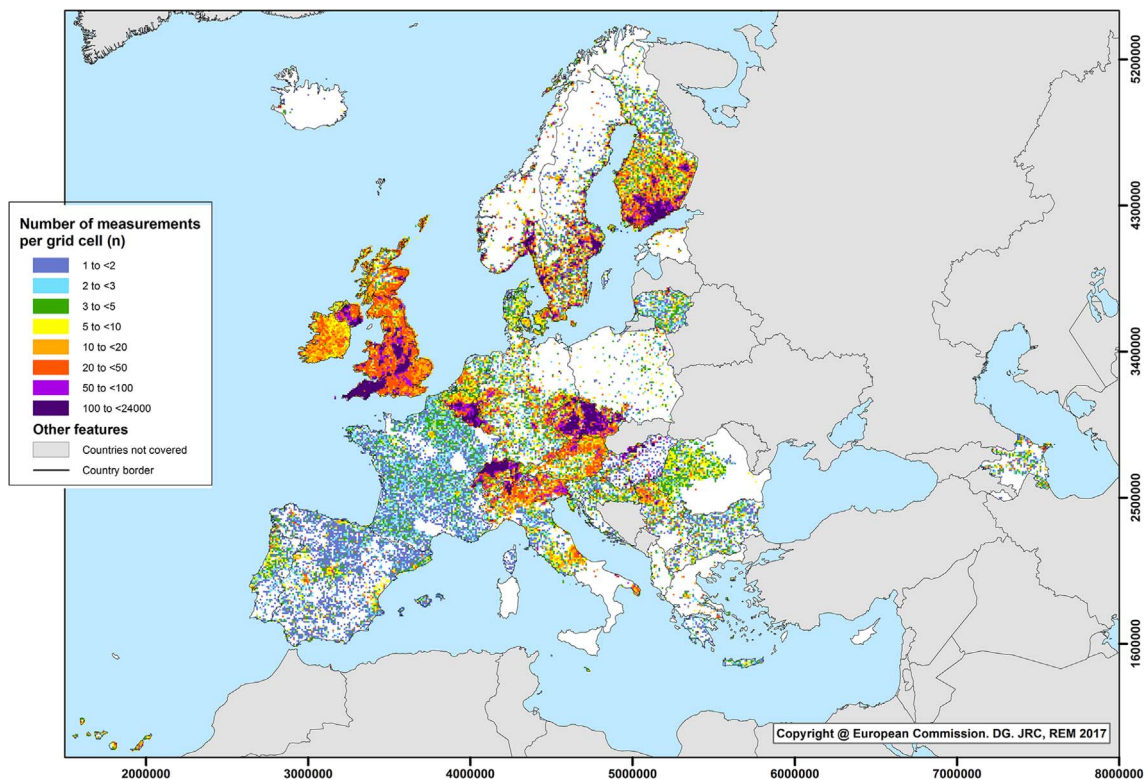 Number of measurements
per grid cell (n)
1 to <2
2 to <3
3 to <5
5 to <10
10 to <20
20 to <50
50 to <100
100 to <24000
Other features
Countries not covered
Country border
5200000
4300000
3400000
2500000
1600000
Copyright @ European Commission. DG. JRC, REM 2017
2000000
3000000
4000000
5000000
6000000
7000000
8000000